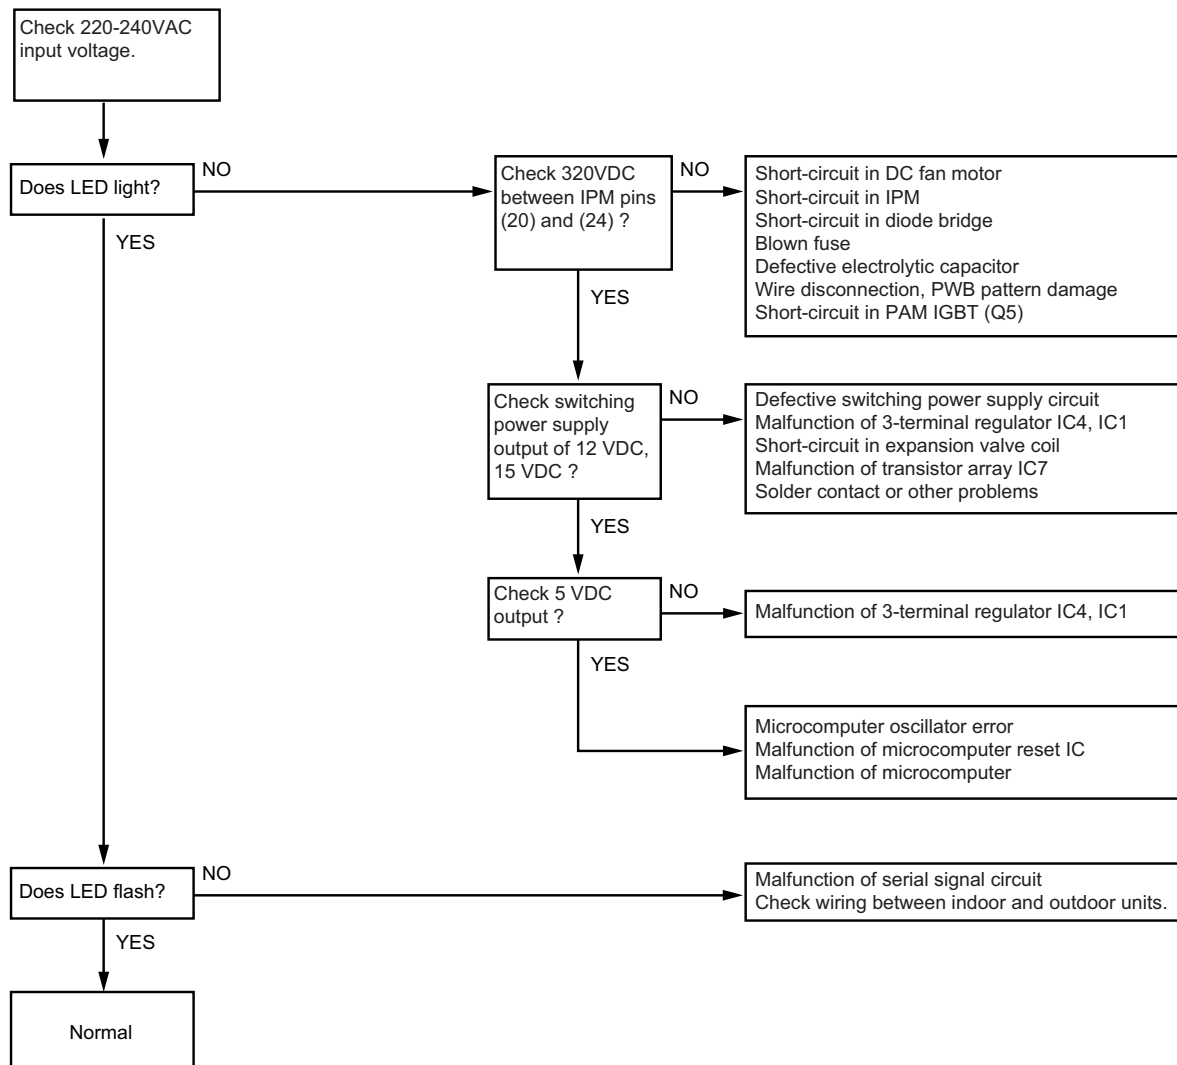 Check 220-240VAC
input voltage.
Does LED light?
NO
YES
Check 320VDC
between IPM pins
(20) and (24) ?
NO
YES
Short-circuit in DC fan motor
Short-circuit in IPM
Short-circuit in diode bridge
Blown fuse
Defective electrolytic capacitor
Wire disconnection, PWB pattern damage
Short-circuit in PAM IGBT (Q5)
Check switching
power supply
output of 12 VDC,
15 VDC ?
NO
YES
Defective switching power supply circuit
Malfunction of 3-terminal regulator IC4, IC1
Short-circuit in expansion valve coil
Malfunction of transistor array IC7
Solder contact or other problems
Check 5 VDC
output ?
NO
YES
Malfunction of 3-terminal regulator IC4, IC1
Microcomputer oscillator error
Malfunction of microcomputer reset IC
Malfunction of microcomputer
Does LED flash?
NO
YES
Malfunction of serial signal circuit
Check wiring between indoor and outdoor units.
Normal